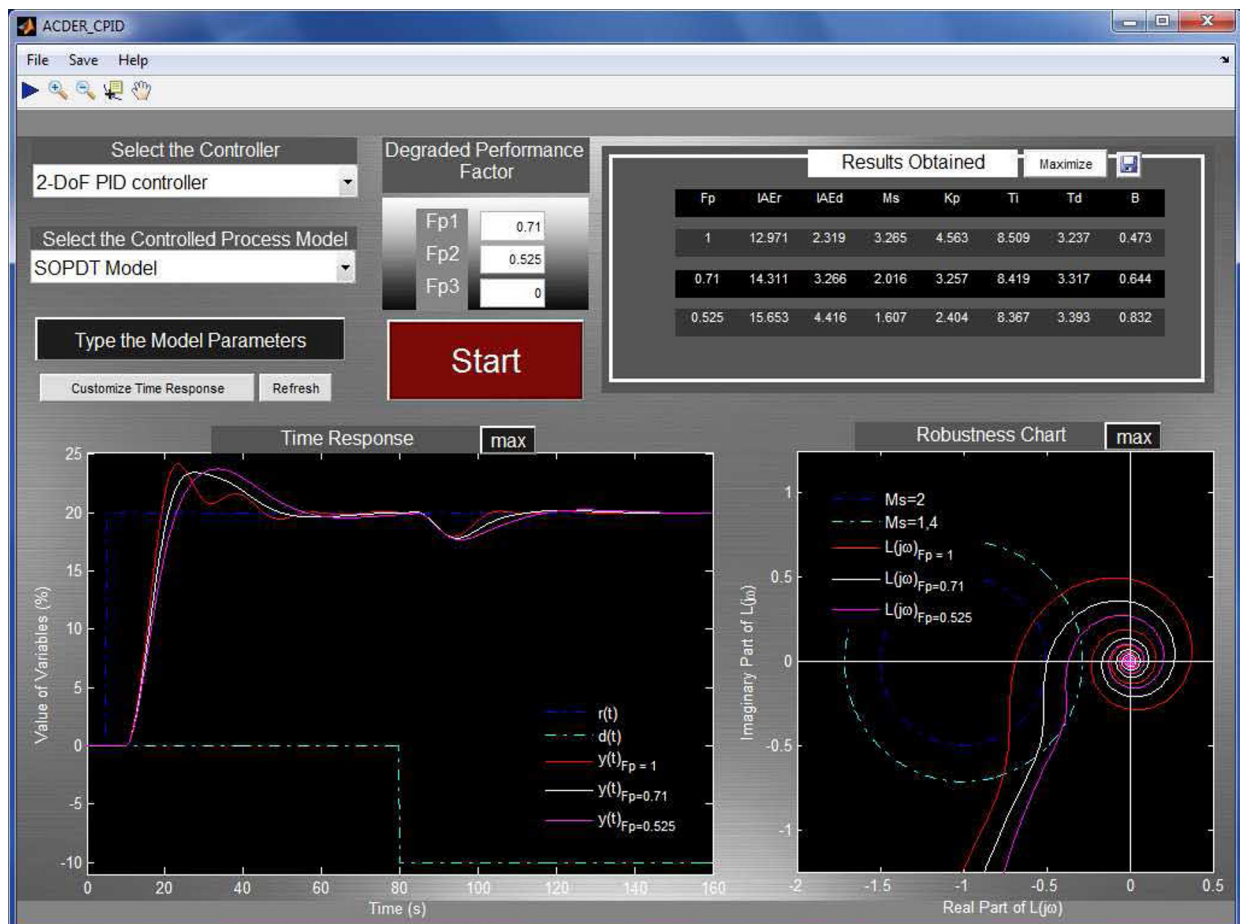 ACDER_CPID
File Save Help
Select the Controller
2-DoF PID controller
Select the Controlled Process Model
SOPDT Model
Type the Model Parameters
Customize Time Response Refresh
Degraded Performance
Factor
Fp1 0.71
Fp2 0.525
Fp3 0
Start
Results Obtained Maximize
Fp IAEr IAEd Ms Kp Ti Td B
1 12.971 2.319 3.265 4.563 8.509 3.237 0.473
0.71 14.311 3.266 2.016 3.257 8.419 3.317 0.644
0.525 15.653 4.416 1.607 2.404 8.367 3.393 0.832
Time Response max
Value of Variables (%)
25
20
15
10
5
0
-5
-10
r(t)
d(t)
y(t)Fp = 1
y(t)Fp=0.71
y(t)Fp=0.525
0 20 40 60 80 100 120 140 160
Time (s)
Robustness Chart max
Imaginary Part of L(jω)
1
0.5
0
-0.5
-1
Ms=2
Ms=1,4
L(jω)Fp = 1
L(jω)Fp=0.71
L(jω)Fp=0.525
-2 -1.5 -1 -0.5 0 0.5
Real Part of L(jω)